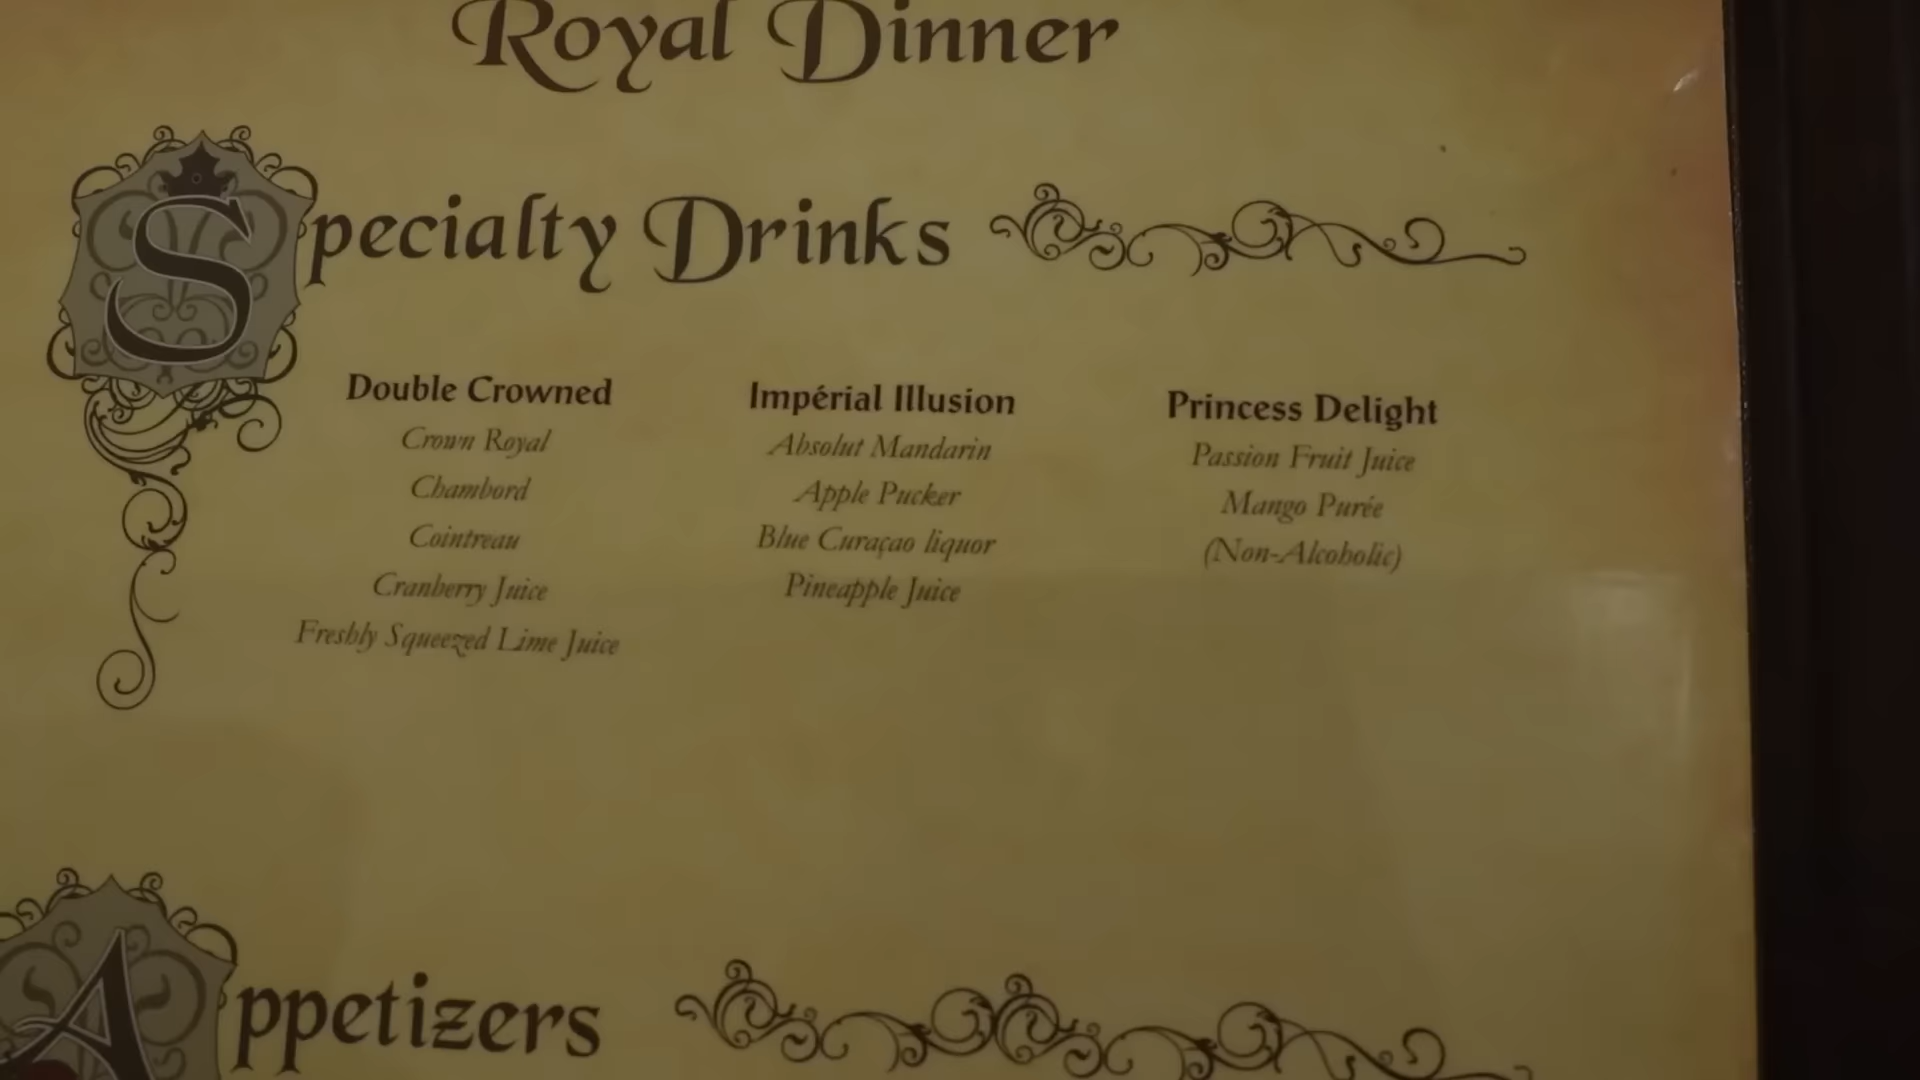 Royal Dinner
Specialty Drinks
Double Crowned
Crown Royal
Chambord
Cointreau
Cranberry Juice
Freshly Squeezed Lime Juice
Impérial Illusion
Absolut Mandarin
Apple Pucker
Blue Curaçao liquor
Pineapple Juice
Princess Delight
Passion Fruit Juice
Mango Purée
(Non-Alcoholic)
Appetizers